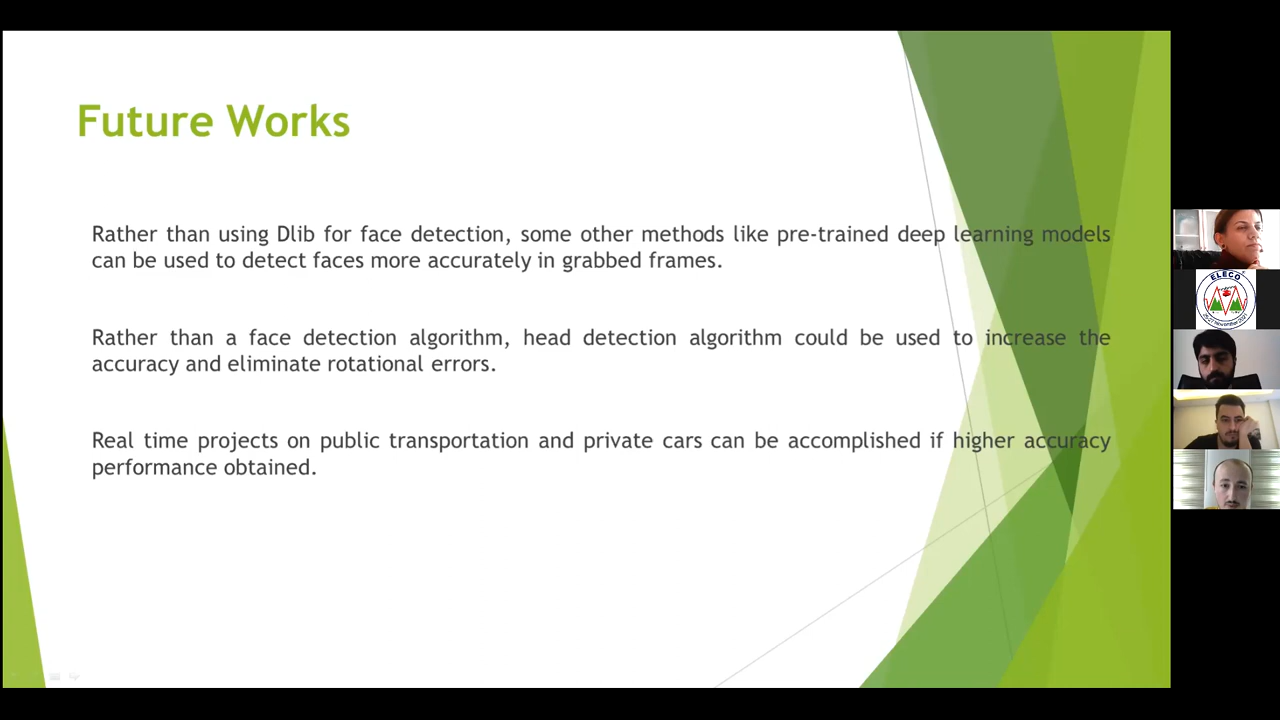 Future Works
Rather than using Dlib for face detection, some other methods like pre-trained deep learning models
can be used to detect faces more accurately in grabbed frames.
Rather than a face detection algorithm, head detection algorithm could be used to increase the
accuracy and eliminate rotational errors.
Real time projects on public transportation and private cars can be accomplished if higher accuracy
performance obtained.
ELECO